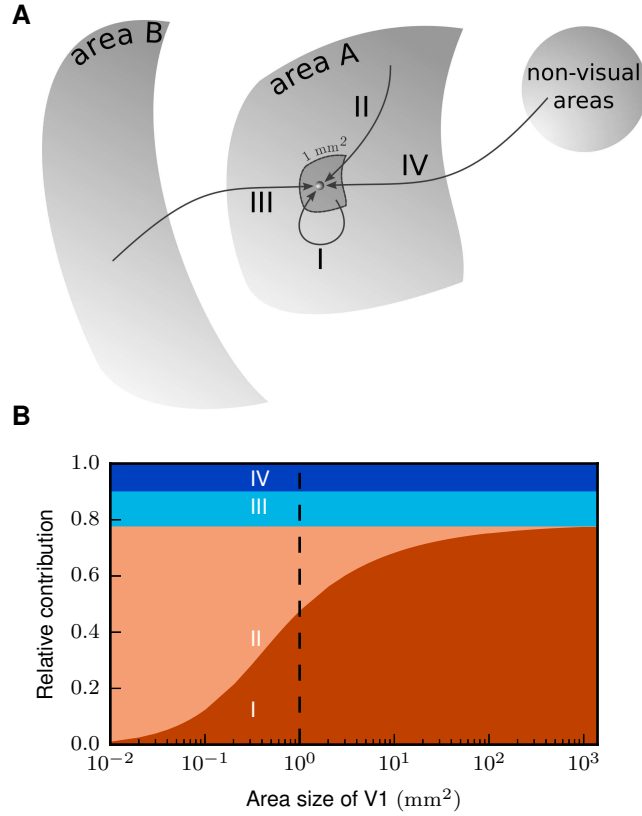 A
area B
area A
non-visual
areas
II
1 mm²
IV
III
I
B
1.0
0.8
0.6
0.4
0.2
0.0
Relative contribution
IV
III
II
I
10⁻² 10⁻¹ 10⁰ 10¹ 10² 10³
Area size of V1 (mm²)